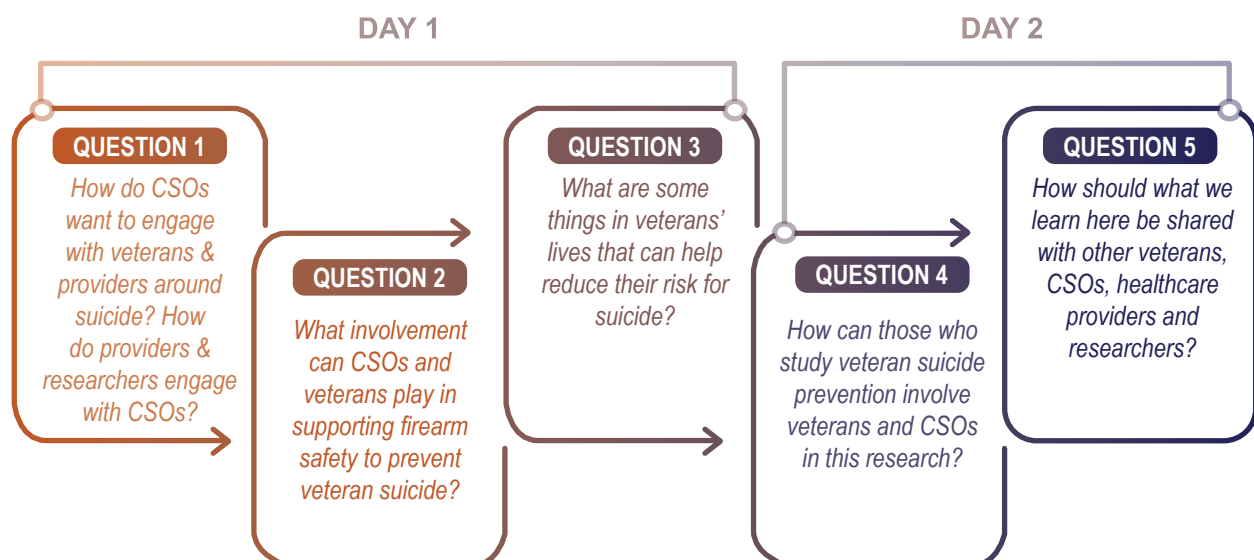 DAY 1
DAY 2
QUESTION 1
How do CSOs
want to engage
with veterans &
providers around
suicide? How
do providers &
researchers engage
with CSOs?
QUESTION 2
What involvement
can CSOs and
veterans play in
supporting firearm
safety to prevent
veteran suicide?
QUESTION 3
What are some
things in veterans’
lives that can help
reduce their risk for
suicide?
QUESTION 4
How can those who
study veteran suicide
prevention involve
veterans and CSOs
in this research?
QUESTION 5
How should what we
learn here be shared
with other veterans,
CSOs, healthcare
providers and
researchers?